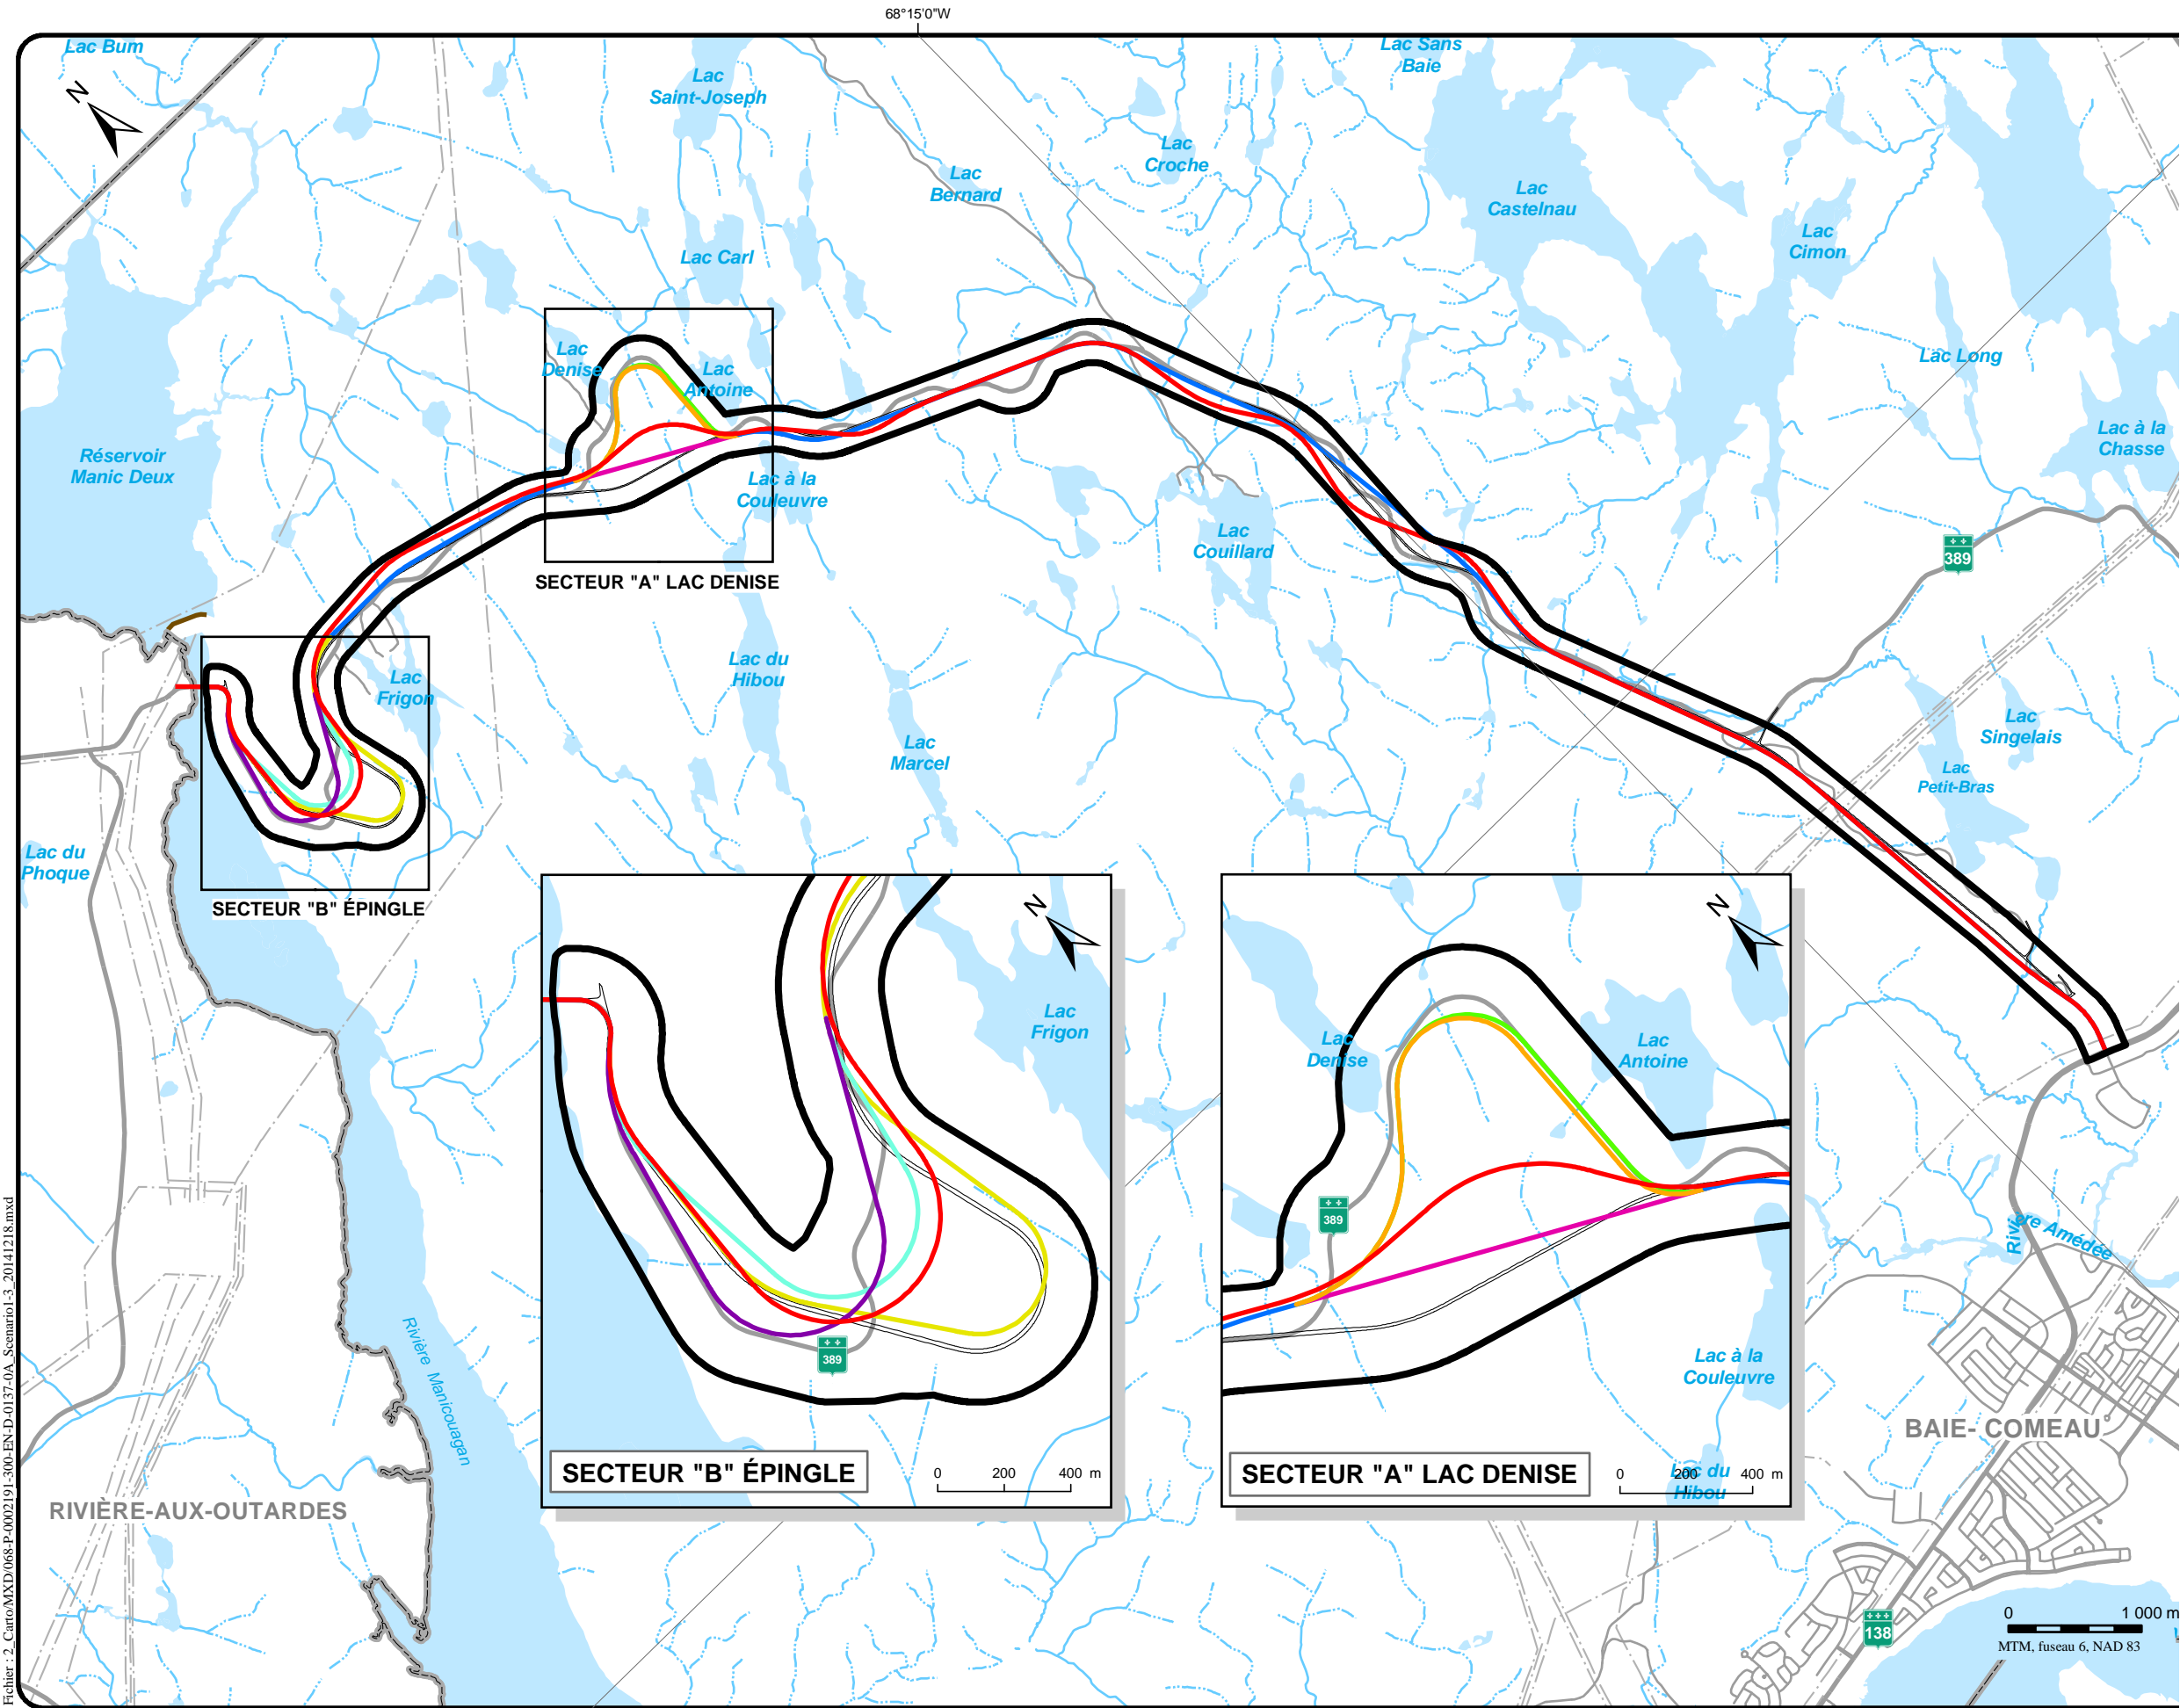 68°15'0"W
Lac Bum
N
Lac
Saint-Joseph
Lac Sans
Baie
Lac
Croche
Lac
Bernard
Lac
Castelnau
Lac
Cimon
Lac Carl
Lac
Denise
Lac
Antoine
Lac Long
Réservoir
Manic Deux
Lac à la
Couleuvre
Lac
Couillard
Lac à la
Chasse
389
SECTEUR "A" LAC DENISE
Lac
Frigon
Lac du
Hibou
Lac
Marcel
Lac
Singelais
Lac
Petit-Bras
Lac du
Phoque
SECTEUR "B" ÉPINGLE
N
Lac
Frigon
389
SECTEUR "B" ÉPINGLE
0 200 400 m
N
Lac
Denise
Lac
Antoine
389
Lac à la
Couleuvre
Lac du
Hibou
SECTEUR "A" LAC DENISE
0 200 400 m
Rivière Amédée
Rivière Manicouagan
BAIE- COMEAU
RIVIÈRE-AUX-OUTARDES
138
0 1 000 m
MTM, fuseau 6, NAD 83
Fichier : 2_Carto/MXD/068-P-0002191-300-EN-D-0137-0A_Scenario1-3_20141218.mxd